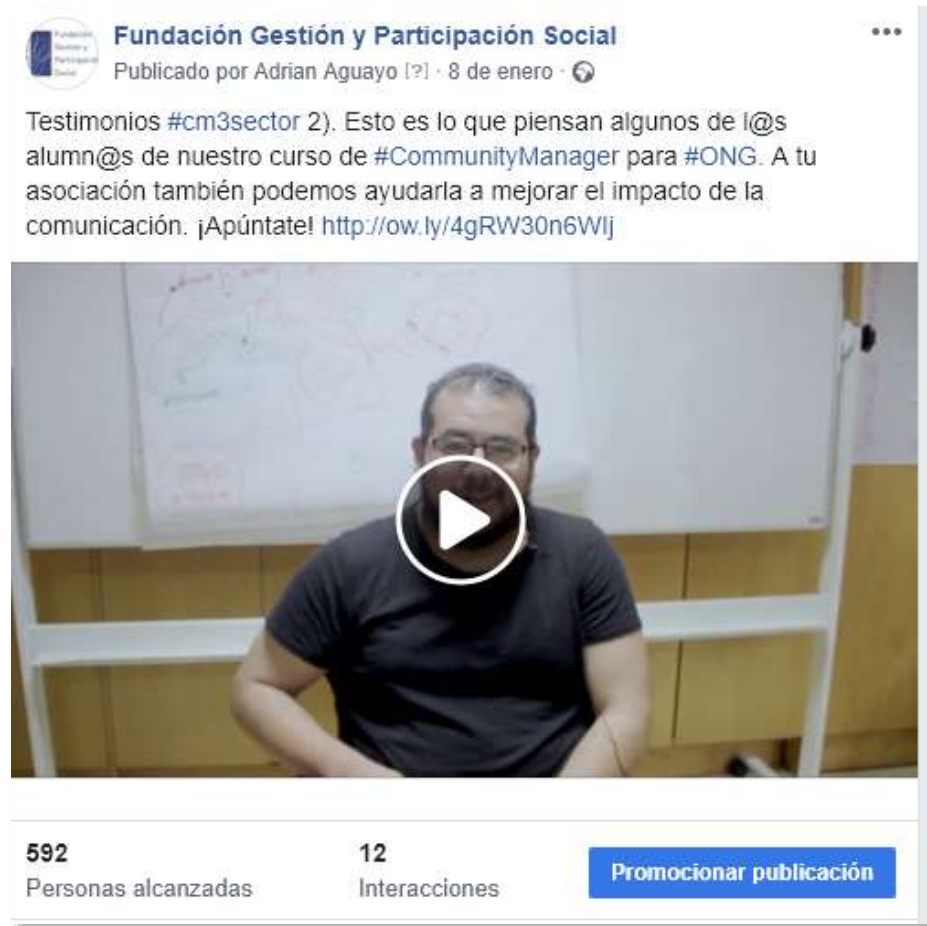 Fundación Gestión y Participación Social
Publicado por Adrian Aguayo [?] · 8 de enero ·
Testimonios #cm3sector 2). Esto es lo que piensan algunos de l@s
alumn@s de nuestro curso de #CommunityManager para #ONG. A tu
asociación también podemos ayudarla a mejorar el impacto de la
comunicación. ¡Apúntate! http://ow.ly/4gRW30n6Wlj
592
Personas alcanzadas
12
Interacciones
Promocionar publicación